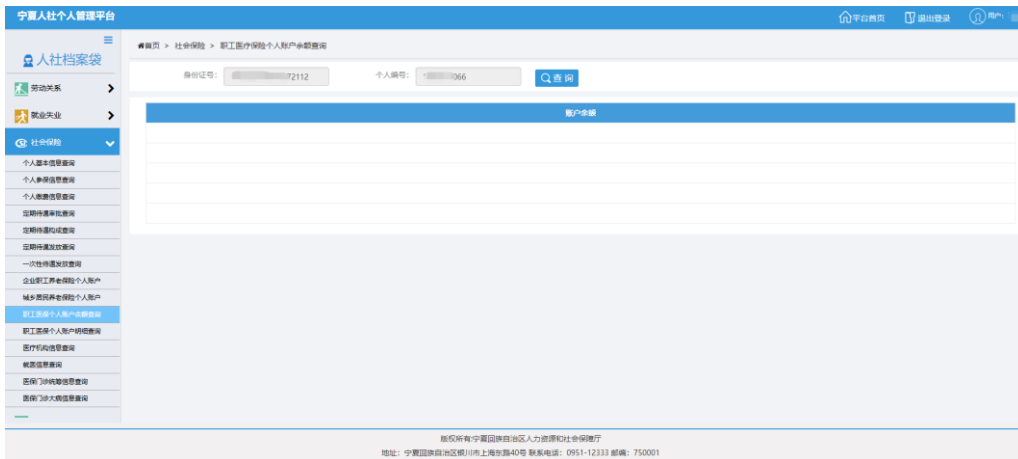 宁夏人社个人管理平台
平台首页 退出登录 用户:
人社档案袋
首页 > 社会保险 > 职工医疗保险个人账户余额查询
身份证号: 72112 个人编号: 066 查 询
劳动关系
就业失业
社会保险
账户余额
个人基本信息查询
个人参保信息查询
个人缴费信息查询
定期待遇审批查询
定期待遇构成查询
定期待遇发放查询
一次性待遇发放查询
企业职工养老保险个人账户
城乡居民养老保险个人账户
职工医保个人账户余额查询
职工医保个人账户明细查询
医疗机构信息查询
就医信息查询
医保门诊统筹信息查询
医保门诊大病信息查询
版权所有:宁夏回族自治区人力资源和社会保障厅
地址: 宁夏回族自治区银川市上海东路40号 联系电话: 0951-12333 邮编: 750001